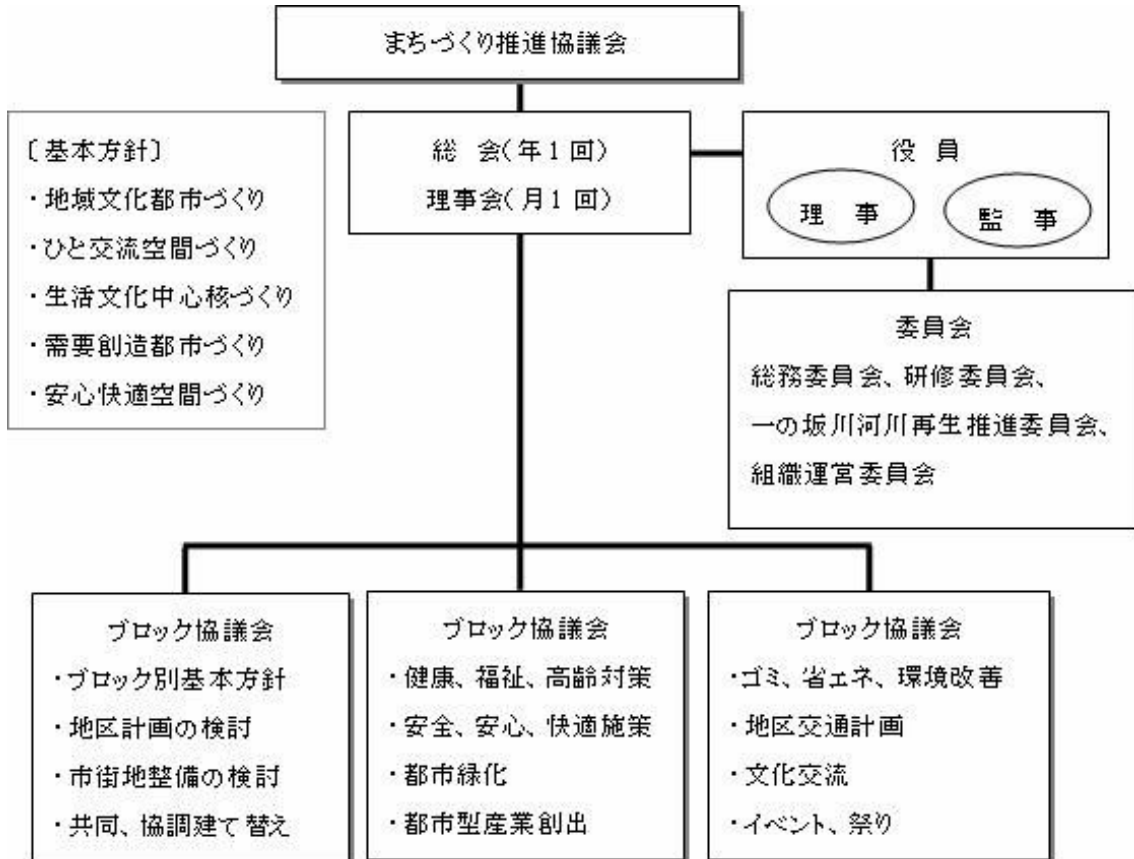 まちづくり推進協議会
〔基本方針〕
・地域文化都市づくり
・ひと交流空間づくり
・生活文化中心核づくり
・需要創造都市づくり
・安心快適空間づくり
総 会(年1回)
理事会(月1回)
役 員
理 事
監 事
委員会
総務委員会、研修委員会、
一の坂川河川再生推進委員会、
組織運営委員会
ブロック協議会
・ブロック別基本方針
・地区計画の検討
・市街地整備の検討
・共同、協調建て替え
ブロック協議会
・健康、福祉、高齢対策
・安全、安心、快適施策
・都市緑化
・都市型産業創出
ブロック協議会
・ゴミ、省エネ、環境改善
・地区交通計画
・文化交流
・イベント、祭り